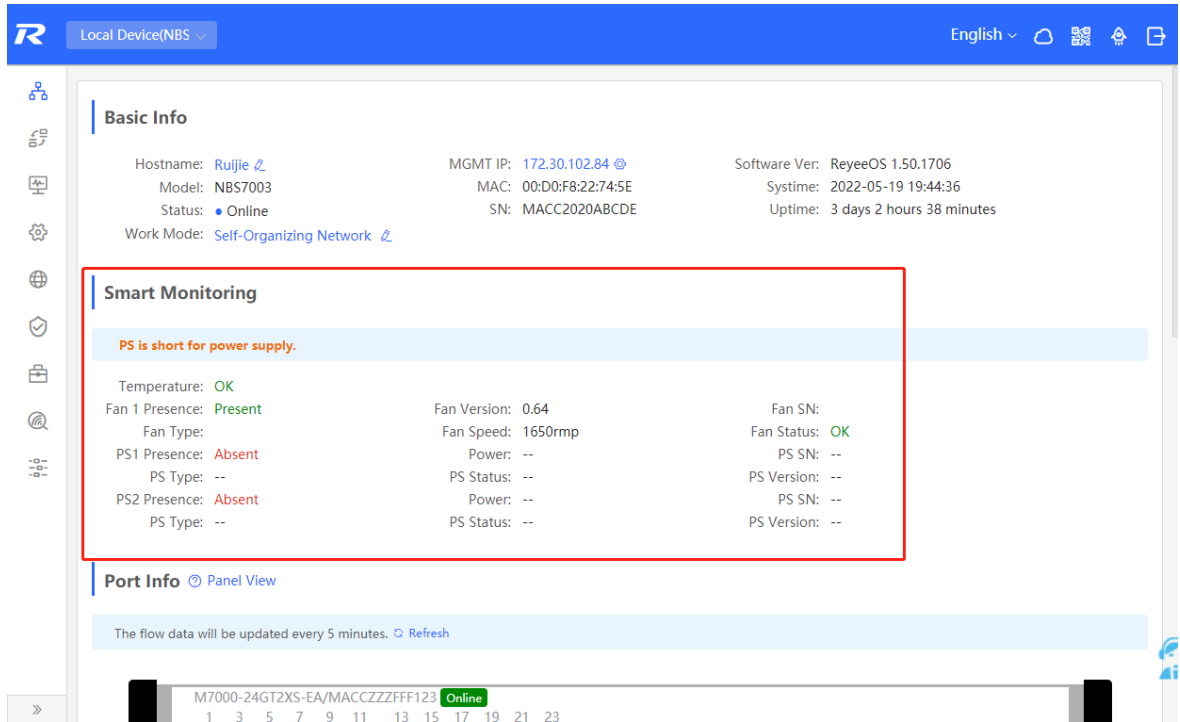 Local Device(NBS
English
Basic Info
Hostname: Ruijie
MGMT IP: 172.30.102.84
Software Ver: ReyeeOS 1.50.1706
Model: NBS7003
MAC: 00:D0:F8:22:74:5E
Systime: 2022-05-19 19:44:36
Status: Online
SN: MACC2020ABCDE
Uptime: 3 days 2 hours 38 minutes
Work Mode: Self-Organizing Network
Smart Monitoring
PS is short for power supply.
Temperature: OK
Fan 1 Presence: Present
Fan Version: 0.64
Fan SN:
Fan Type:
Fan Speed: 1650rmp
Fan Status: OK
PS1 Presence: Absent
Power: --
PS SN: --
PS Type: --
PS Status: --
PS Version: --
PS2 Presence: Absent
Power: --
PS SN: --
PS Type: --
PS Status: --
PS Version: --
Port Info Panel View
The flow data will be updated every 5 minutes. Refresh
M7000-24GT2XS-EA/MACCZZZFFF123 Online
1 3 5 7 9 11 13 15 17 19 21 23